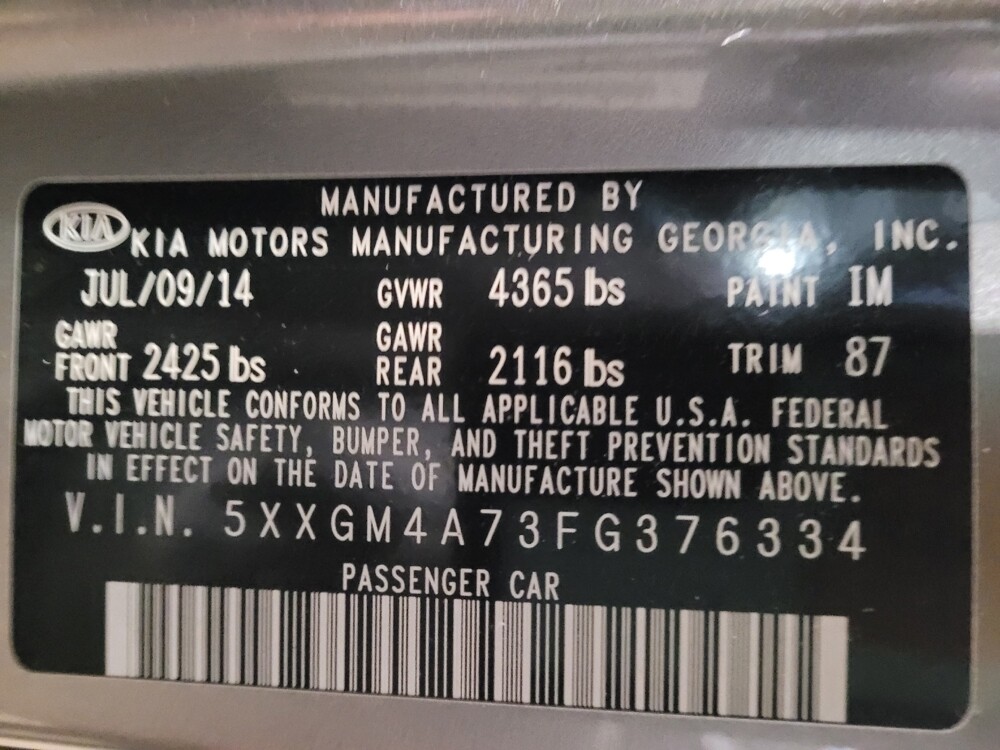 MANUFACTURED BY
KIA KIA MOTORS MANUFACTURING GEORGIA, INC.
JUL/09/14 GVWR 4365 lbs PAINT IM
GAWR FRONT 2425 lbs GAWR REAR 2116 lbs TRIM 87
THIS VEHICLE CONFORMS TO ALL APPLICABLE U.S.A. FEDERAL
MOTOR VEHICLE SAFETY, BUMPER, AND THEFT PREVENTION STANDARDS
IN EFFECT ON THE DATE OF MANUFACTURE SHOWN ABOVE.
V.I.N. 5XXGM4A73FG376334
PASSENGER CAR